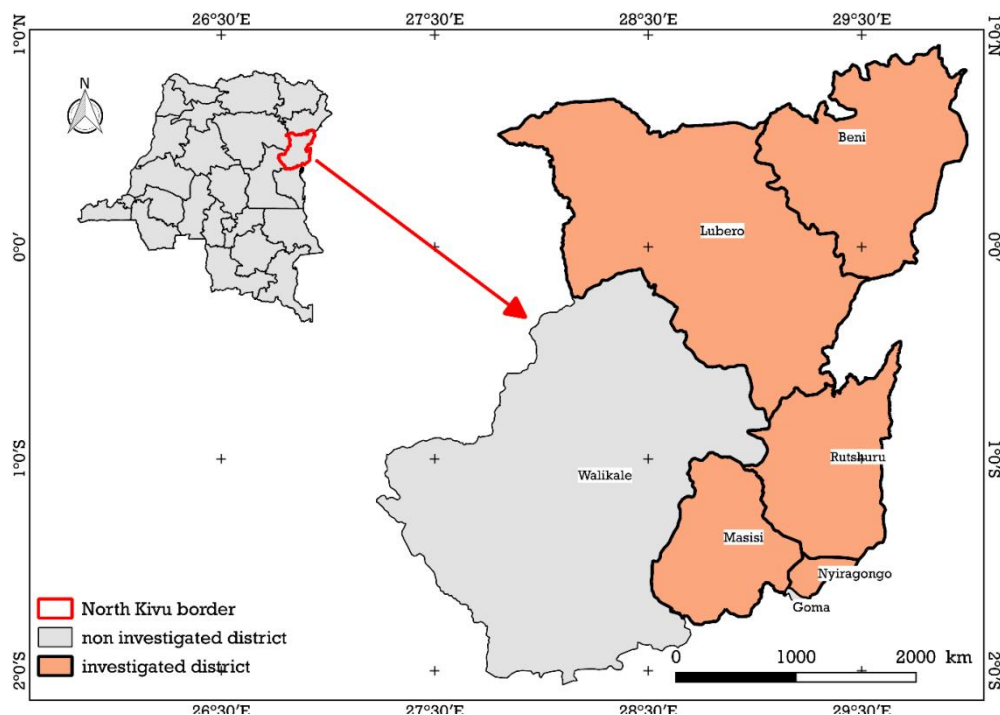 26°30′E 27°30′E 28°30′E 29°30′E
1°0′N 1°0′N
N
Beni
Lubero
0°0′ 0°0′
1°0′S 1°0′S
Rutshuru
Walikale
Masisi
Nyiragongo
Goma
North Kivu border
non investigated district
investigated district
0 1000 2000 km
2°0′S 2°0′S
26°30′E 27°30′E 28°30′E 29°30′E